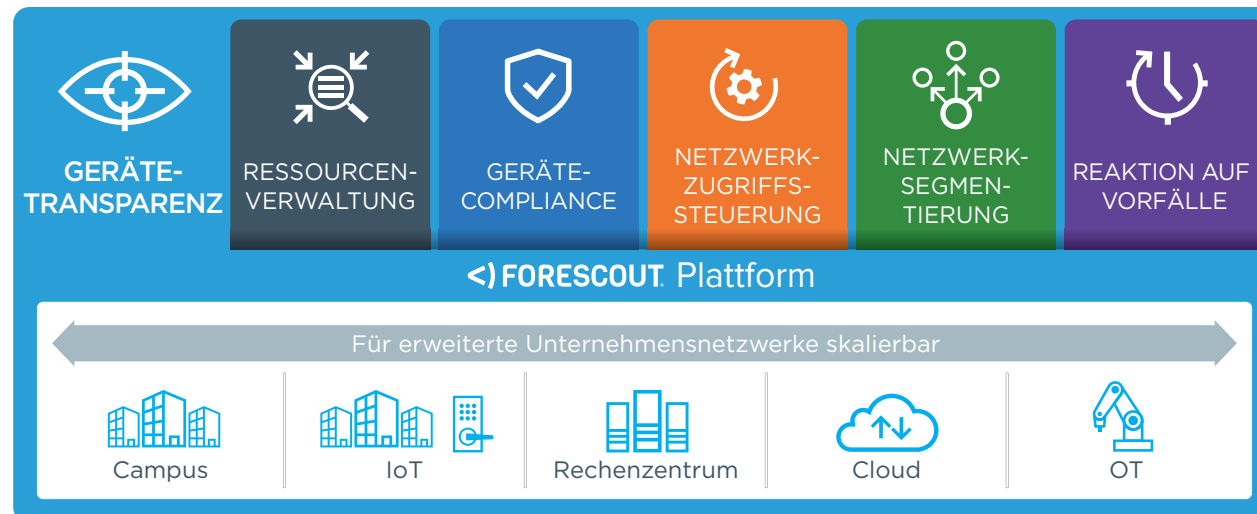 GERÄTE-
TRANSPARENZ
RESSOURCEN-
VERWALTUNG
GERÄTE-
COMPLIANCE
NETZWERK-
ZUGRIFFS-
STEUERUNG
NETZWERK-
SEGMEN-
TIERUNG
REAKTION AUF
VORFÄLLE
<) FORESCOUT. Plattform
Für erweiterte Unternehmensnetzwerke skalierbar
Campus
IoT
Rechenzentrum
Cloud
OT